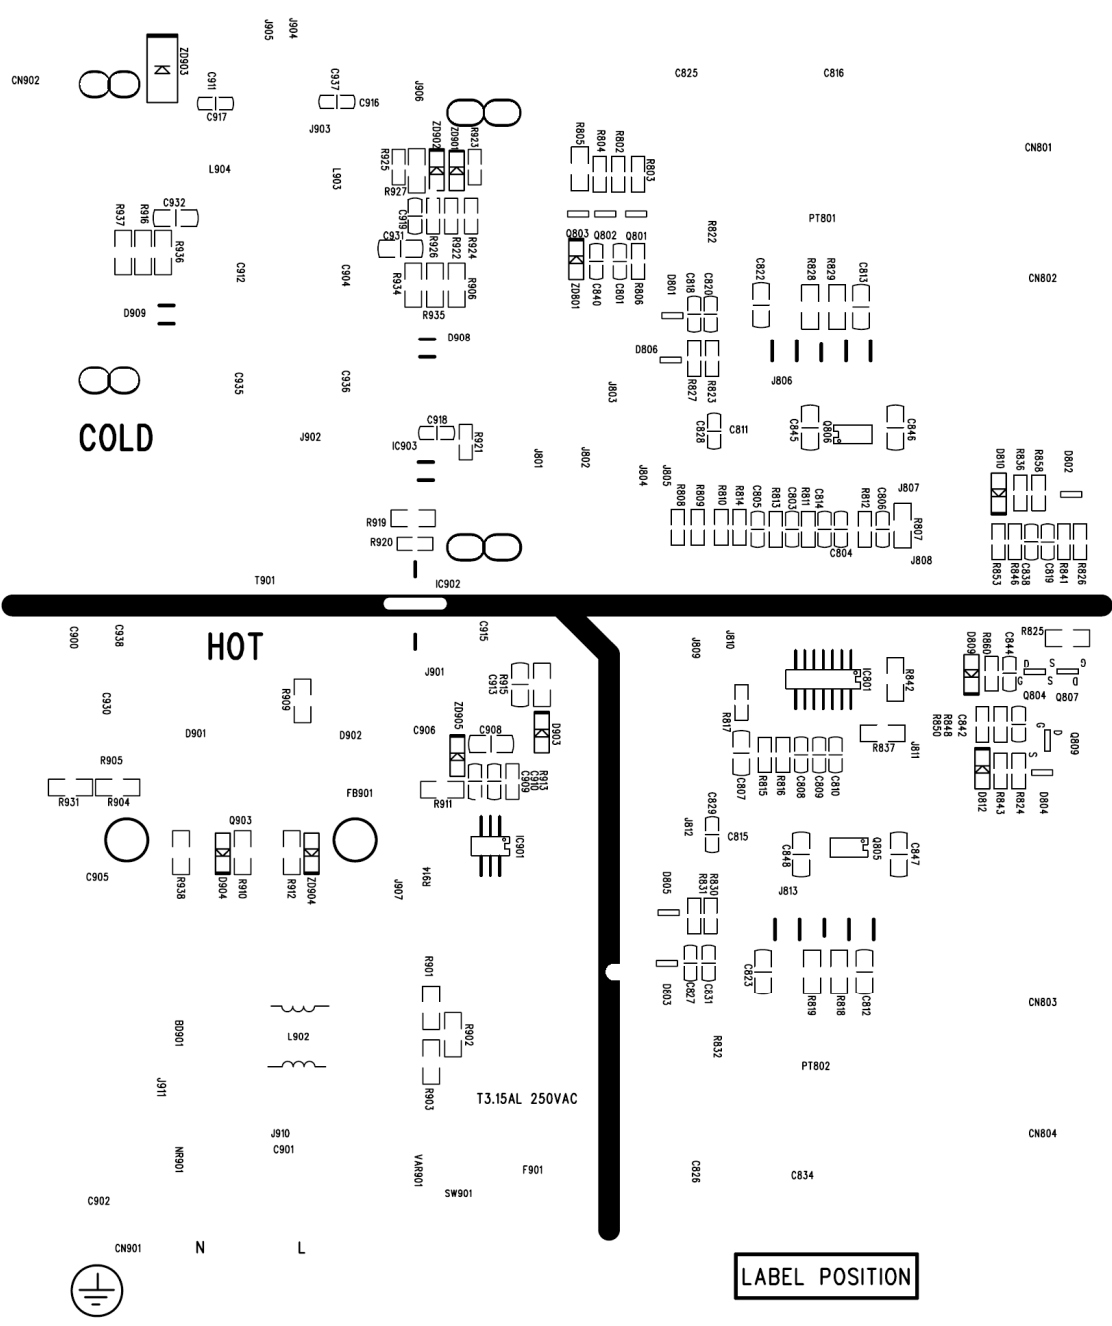 J905
J904
CN902
ZD903
C911
C917
C937
C916
J906
J903
C825
C816
L904
L903
R925
ZD902
ZD901
R923
R927
R805
R804
R802
R803
CN801
R937
R916
C932
R936
C919
C931
R926
R922
R924
Q803
Q802
Q801
R822
PT801
C912
C904
R934
R935
R906
ZD801
C840
C801
R806
D801
C818
C820
C822
R828
R829
C813
CN802
D909
D908
D806
R827
R823
J806
C935
C936
J803
COLD
J902
C918
IC903
R921
J801
J802
C828
C811
C845
Q806
C846
J804
J805
D810
R836
R858
D802
R808
R809
R810
R814
C805
R813
C803
R811
C814
C804
R812
C806
J807
R807
J808
R919
R920
R853
R846
C838
C819
R841
R826
T901
IC902
C900
C938
HOT
C915
J901
J809
J810
IC801
R842
R825
D809
R860
C844
D
S
G
G
S
D
Q804
Q807
C930
R909
C913
R915
D901
D902
C906
ZD905
C908
D903
R817
R837
J811
R850
R848
C842
G
D
S
Q809
R905
R931
R904
FB901
R911
C909
C910
R913
C807
R815
R816
C808
C809
C810
D812
R843
R824
D804
Q903
IC901
C829
J812
C815
C848
Q805
C847
C905
R938
D904
R910
R912
ZD904
J907
R914
J813
D805
R831
R830
R901
D803
C827
C831
C823
R819
R818
C812
CN803
BD901
L902
R902
R832
PT802
J911
R903
T3.15AL 250VAC
J910
C901
CN804
NR901
VAR901
SW901
F901
C826
C834
C902
CN901
N
L
LABEL POSITION